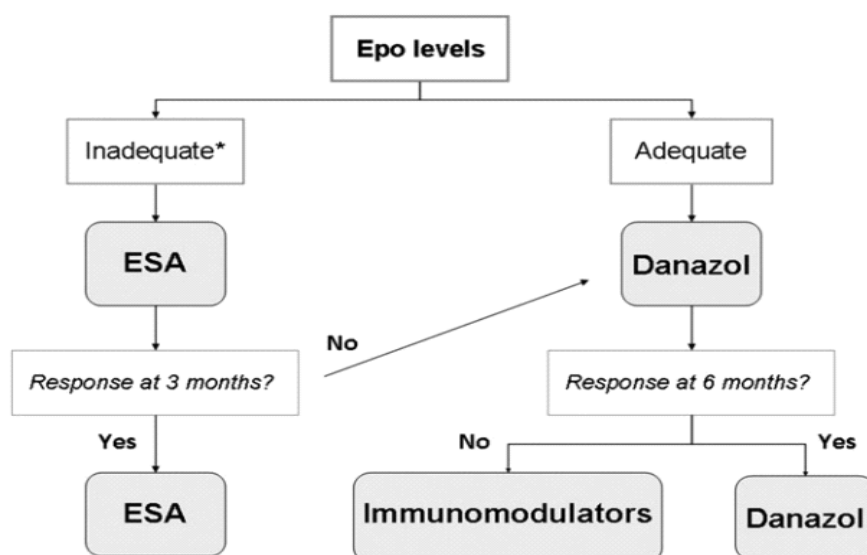 Epo levels
Inadequate*
Adequate
ESA
Danazol
No
Response at 3 months?
Response at 6 months?
Yes
No
Yes
ESA
Immunomodulators
Danazol